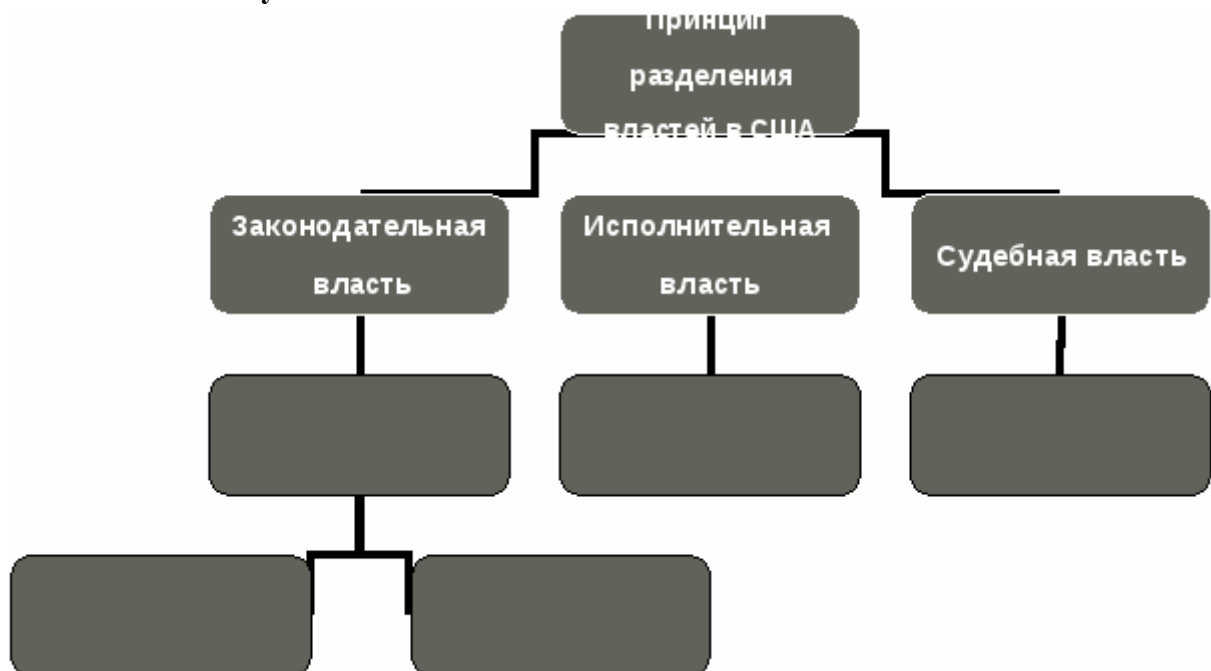 Принцип
разделения
властей в США
Законодательная
власть
Исполнительная
власть
Судебная власть